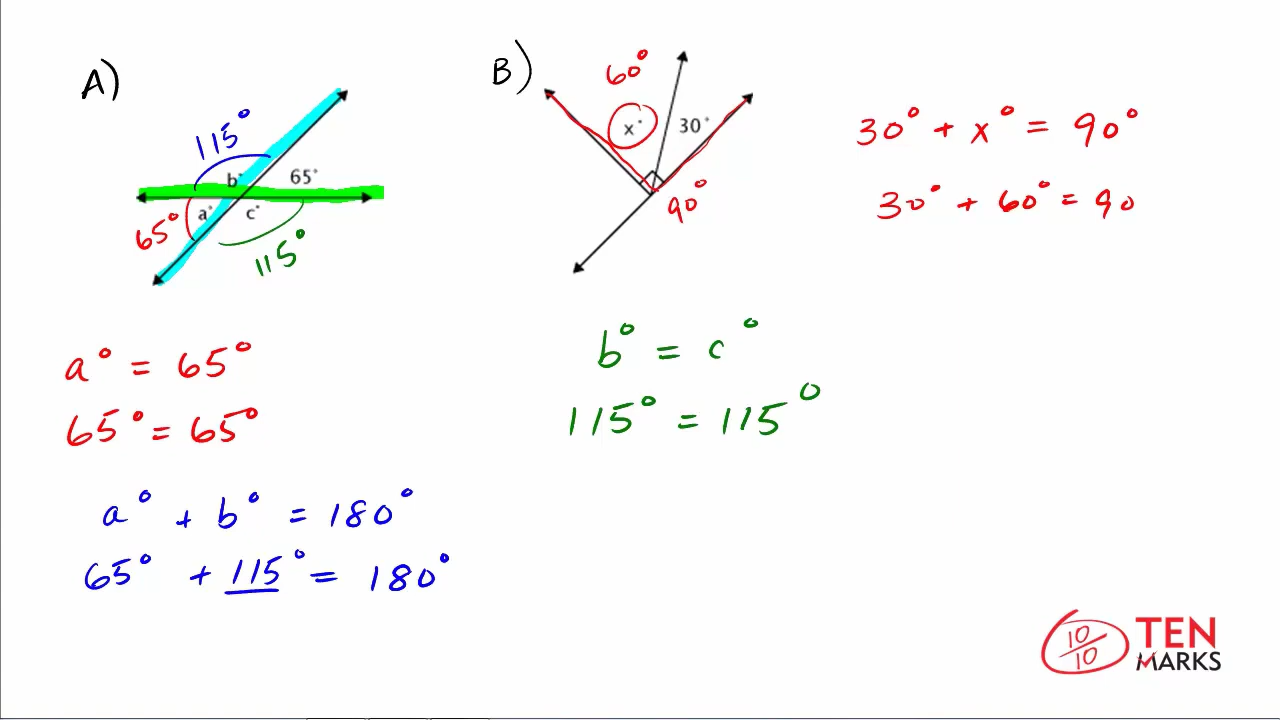 A)
115°
b°
65°
a°
c°
65°
115°
B)
60°
x°
30°
90°
30° + x° = 90°
30° + 60° = 90
a° = 65°
65° = 65°
b° = c°
115° = 115°
a° + b° = 180°
65° + 115° = 180°
10/10
TEN
MARKS